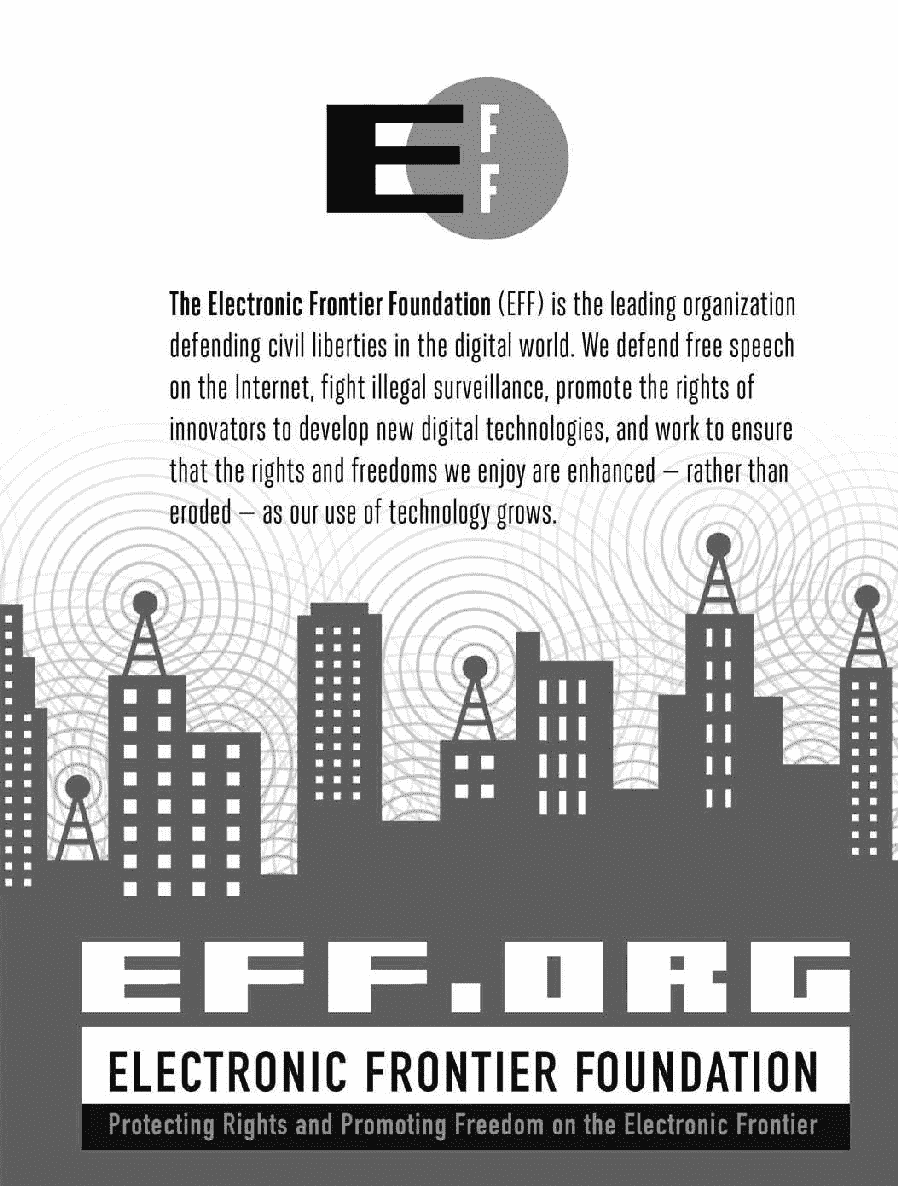 E F
F
The Electronic Frontier Foundation (EFF) is the leading organization
defending civil liberties in the digital world. We defend free speech
on the Internet, fight illegal surveillance, promote the rights of
innovators to develop new digital technologies, and work to ensure
that the rights and freedoms we enjoy are enhanced — rather than
eroded — as our use of technology grows.
EFF.ORG
ELECTRONIC FRONTIER FOUNDATION
Protecting Rights and Promoting Freedom on the Electronic Frontier